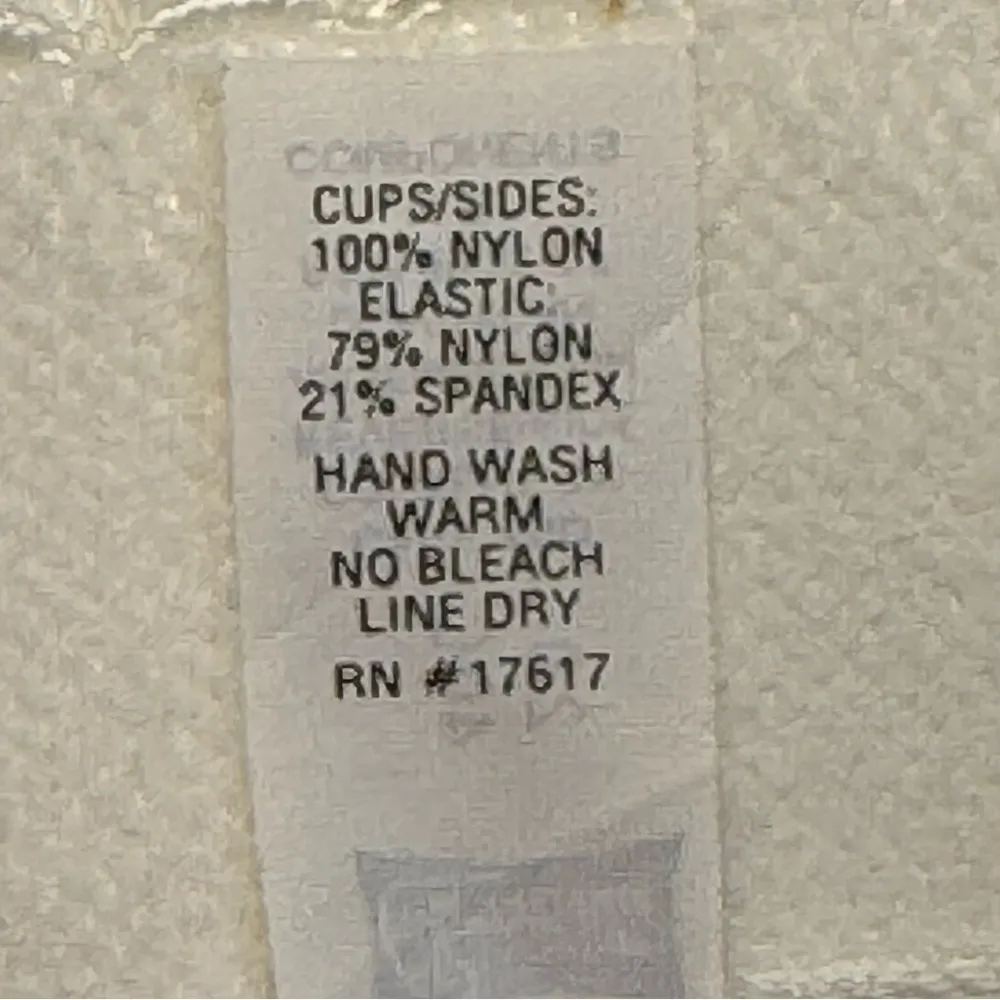 CUPS/SIDES:
100% NYLON
ELASTIC:
79% NYLON
21% SPANDEX
HAND WASH
WARM
NO BLEACH
LINE DRY
RN #17617